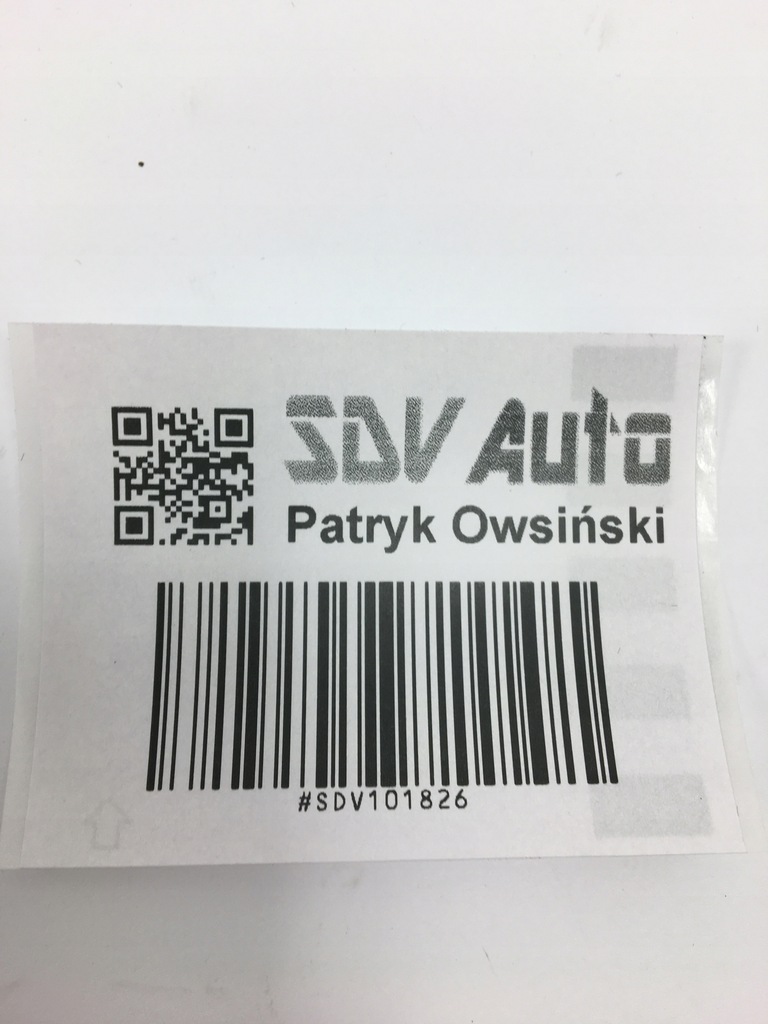 SDV Auto
Patryk Owsiński
#SDV101826